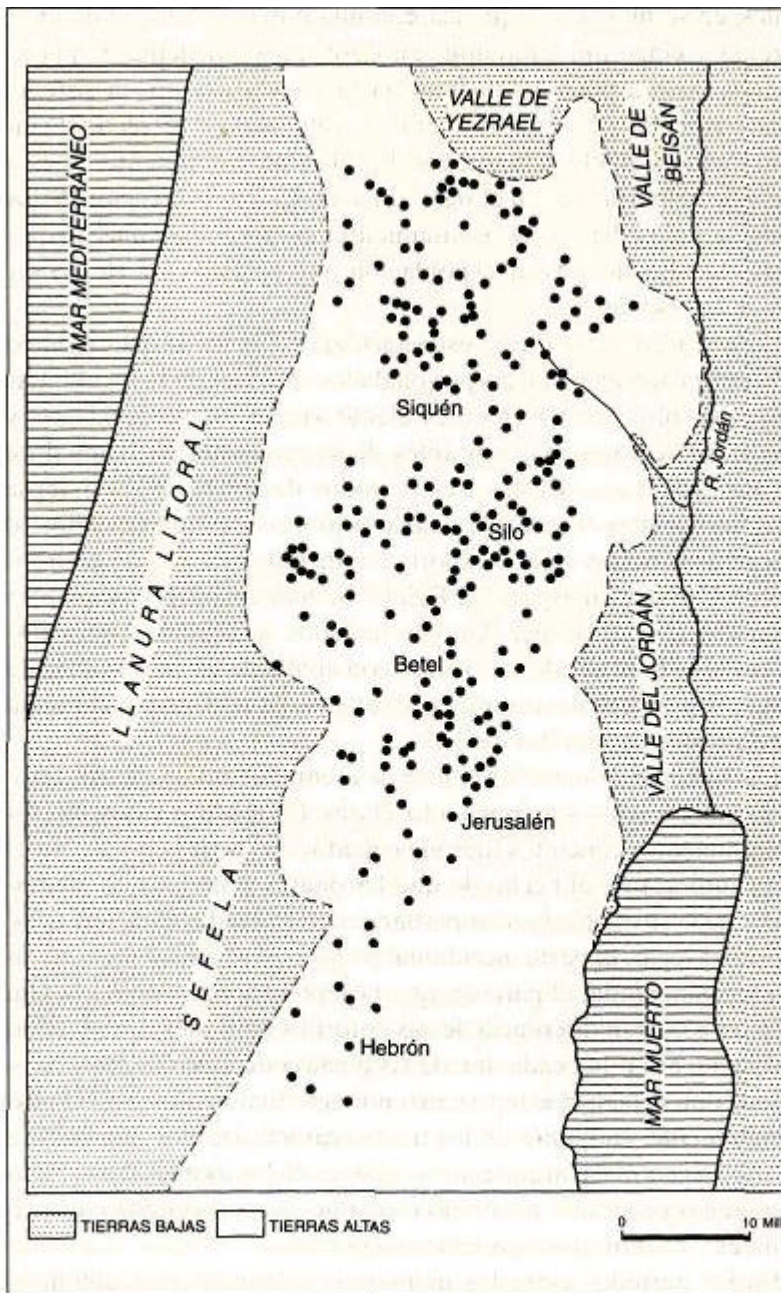 VALLE DE
YEZRAEL
VALLE DE
BEISÁN
MAR MEDITERRÁNEO
Siquén
R. Jordán
LLANURA LITORAL
Silo
Betel
VALLE DEL JORDÁN
Jerusalén
SEFELA
Hebrón
MAR MUERTO
TIERRAS BAJAS
TIERRAS ALTAS
0 10 Mill